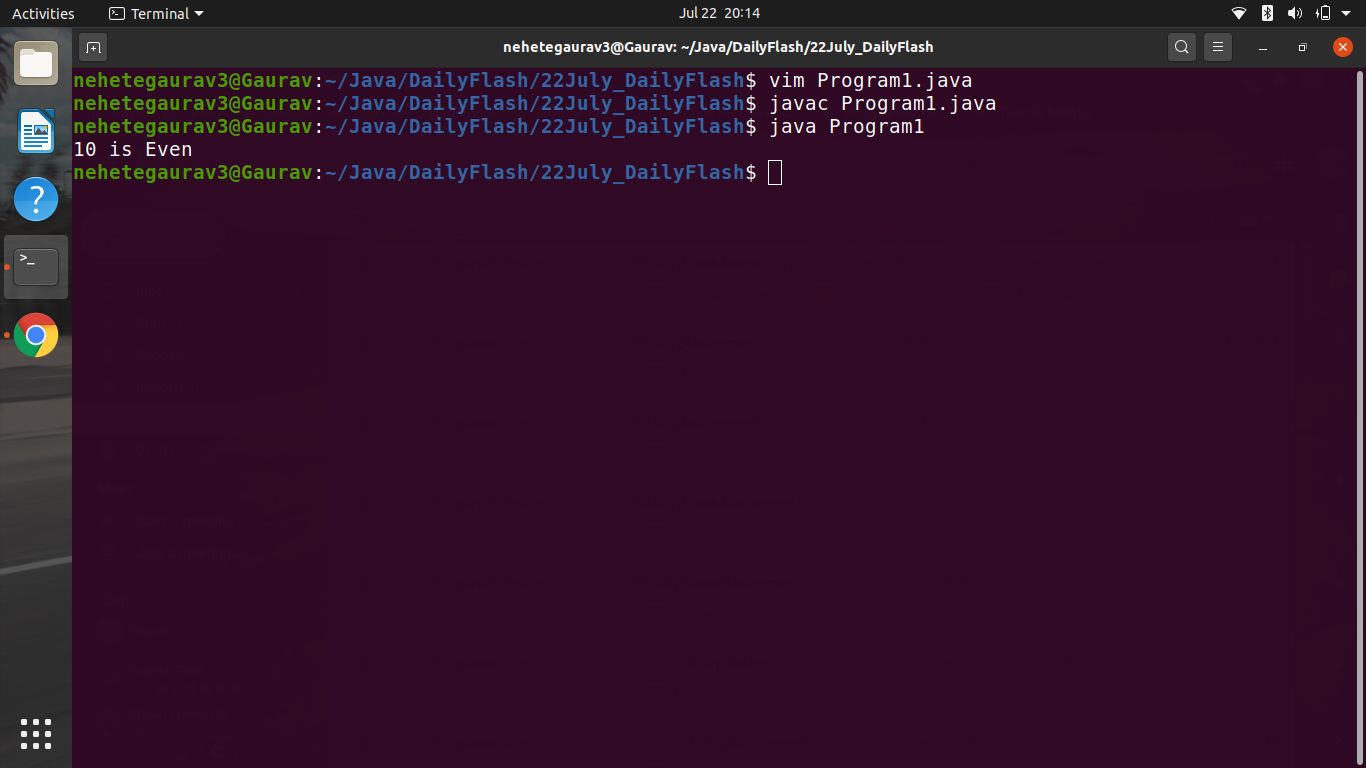 Activities
Terminal
Jul 22 20:14
nehetegaurav3@Gaurav: ~/Java/DailyFlash/22July_DailyFlash
nehetegaurav3@Gaurav:~/Java/DailyFlash/22July_DailyFlash$ vim Program1.java
nehetegaurav3@Gaurav:~/Java/DailyFlash/22July_DailyFlash$ javac Program1.java
nehetegaurav3@Gaurav:~/Java/DailyFlash/22July_DailyFlash$ java Program1
10 is Even
nehetegaurav3@Gaurav:~/Java/DailyFlash/22July_DailyFlash$